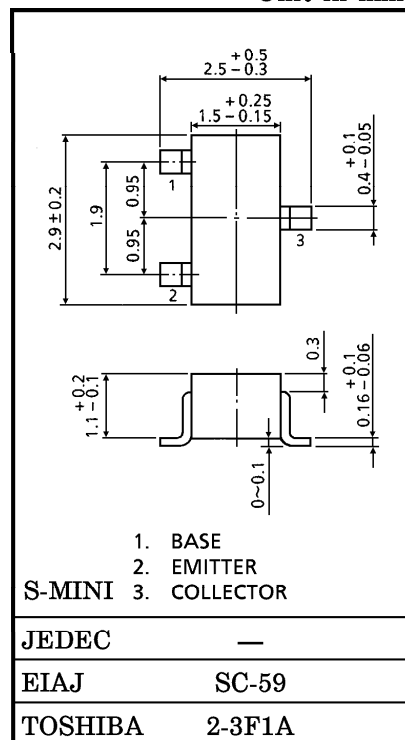 +0.5
2.5 −0.3
+0.25
1.5 −0.15
2.9 ± 0.2
1.9
0.95
0.95
1
2
3
+0.1
0.4 −0.05
+0.2
1.1 −0.1
0.3
+0.1
0.16 −0.06
0~0.1
1. BASE
2. EMITTER
S-MINI 3. COLLECTOR
JEDEC —
EIAJ SC-59
TOSHIBA 2-3F1A